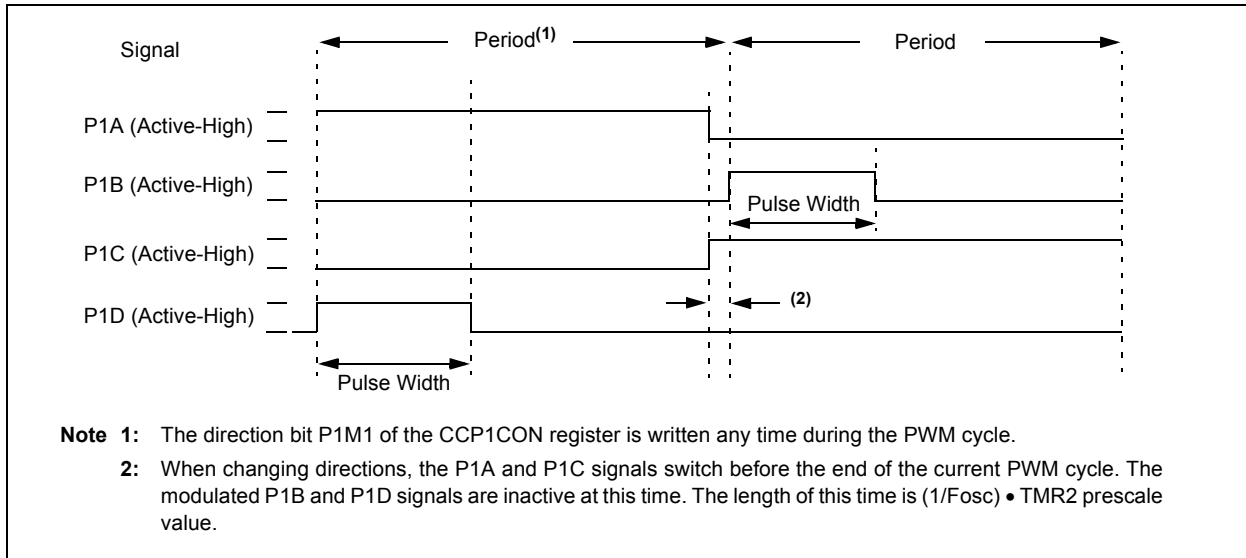 Signal
Period(1)
Period
P1A (Active-High)
P1B (Active-High)
Pulse Width
P1C (Active-High)
(2)
P1D (Active-High)
Pulse Width
Note 1: The direction bit P1M1 of the CCP1CON register is written any time during the PWM cycle.
2: When changing directions, the P1A and P1C signals switch before the end of the current PWM cycle. The
modulated P1B and P1D signals are inactive at this time. The length of this time is (1/Fosc) • TMR2 prescale
value.